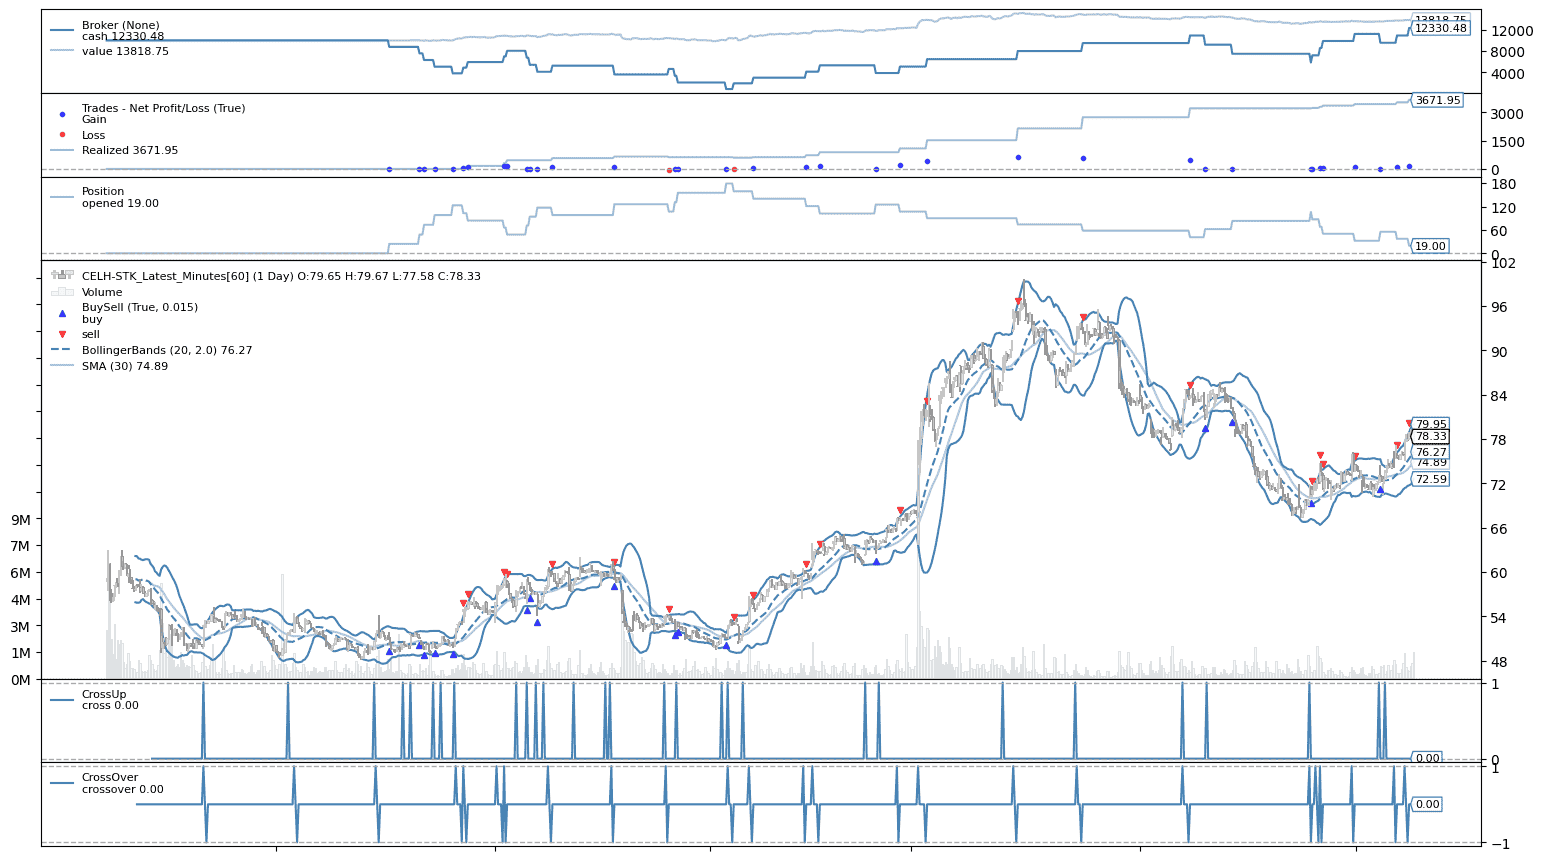 Broker (None)
cash 12330.48
value 13818.75
13818.75
12330.48
12000
8000
4000
Trades - Net Profit/Loss (True)
Gain
Loss
Realized 3671.95
3671.95
3000
1500
0
Position
opened 19.00
180
120
60
0
19.00
CELH-STK_Latest_Minutes[60] (1 Day) O:79.65 H:79.67 L:77.58 C:78.33
Volume
BuySell (True, 0.015)
buy
sell
BollingerBands (20, 2.0) 76.27
SMA (30) 74.89
102
96
90
84
78
72
66
60
54
48
79.95
78.33
76.27
74.89
72.59
9M
7M
6M
4M
3M
1M
0M
CrossUp
cross 0.00
1
0
0.00
CrossOver
crossover 0.00
1
0.00
−1